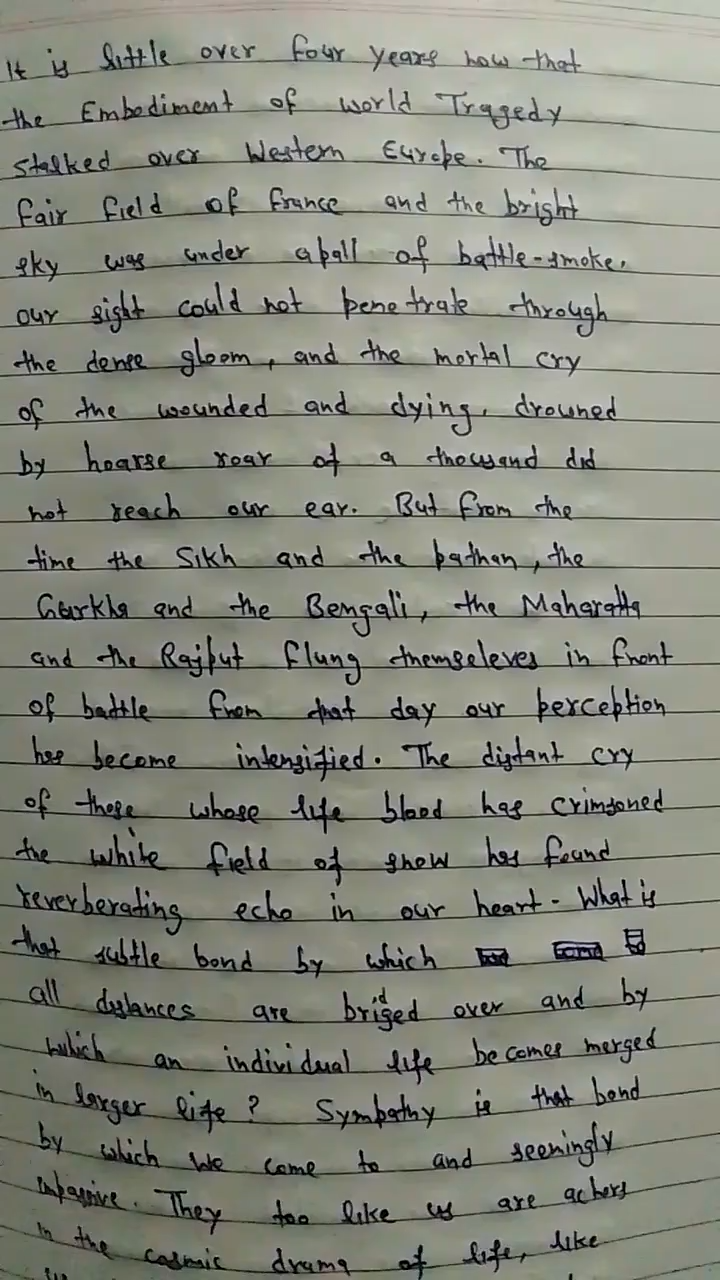 It is little over four years now that
the Embodiment of world Tragedy
stalked over Western Europe. The
fair field of france and the bright
sky was under a pall of battle-smoke.
our sight could not penetrate through
the dense gloom, and the mortal cry
of the wounded and dying, drowned
by hoarse roar of a thousand did
not reach our ear. But from the
time the Sikh and the pathan, the
Gurkha and the Bengali, the Maharatta
and the Rajput flung themseleves in front
of battle from that day our perception
has become intensified. The distant cry
of those whose life blood has crimsoned
the white field of snow has found
reverberating echo in our heart. What is
that subtle bond by which
all distances are bridged over and by
which an individual life becomes merged
in larger life? Sympathy is that bond
by which we come to and seeningly
impassive. They too like us are actors
in the cosmic drama of life, like